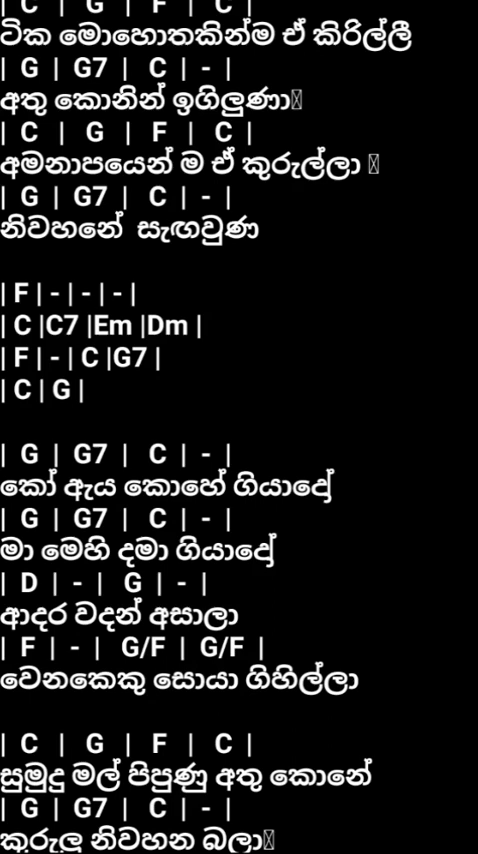 | C | G | F | C |
ටික මොහොතකින්ම ඒ කිරිල්ලී
| G | G7 | C | - |
අතු කොනින් ඉගිලුණා
| C | G | F | C |
අමනාපයෙන් ම ඒ කුරුල්ලා
| G | G7 | C | - |
නිවහනේ සැඟවුණ
| F | - | - | - |
| C |C7 |Em |Dm |
| F | - | C |G7 |
| C | G |
| G | G7 | C | - |
කෝ ඇය කොහේ ගියාදෝ
| G | G7 | C | - |
මා මෙහි දමා ගියාදෝ
| D | - | G | - |
ආදර වදන් අසාලා
| F | - | G/F | G/F |
වෙනකෙකු සොයා ගිහිල්ලා
| C | G | F | C |
සුමුදු මල් පිපුණු අතු කොනේ
| G | G7 | C | - |
කුරුලු නිවහන බලා